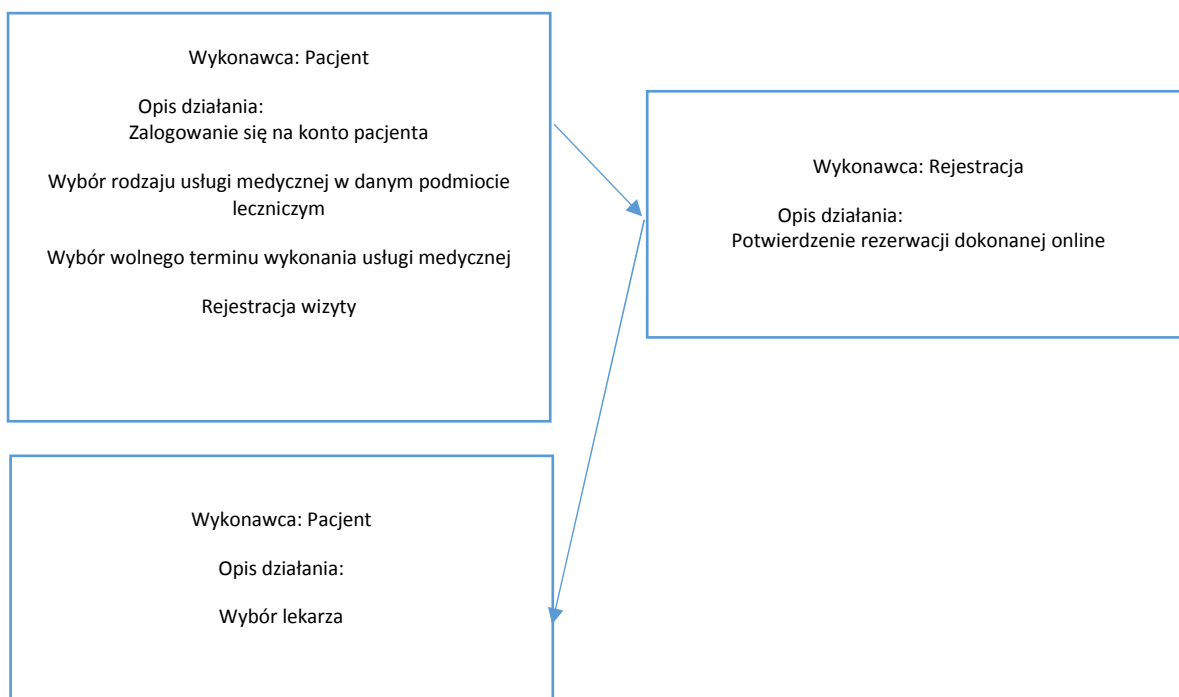 Wykonawca: Pacjent
Opis działania:
Zalogowanie się na konto pacjenta
Wybór rodzaju usługi medycznej w danym podmiocie
leczniczym
Wybór wolnego terminu wykonania usługi medycznej
Rejestracja wizyty
Wykonawca: Rejestracja
Opis działania:
Potwierdzenie rezerwacji dokonanej online
Wykonawca: Pacjent
Opis działania:
Wybór lekarza